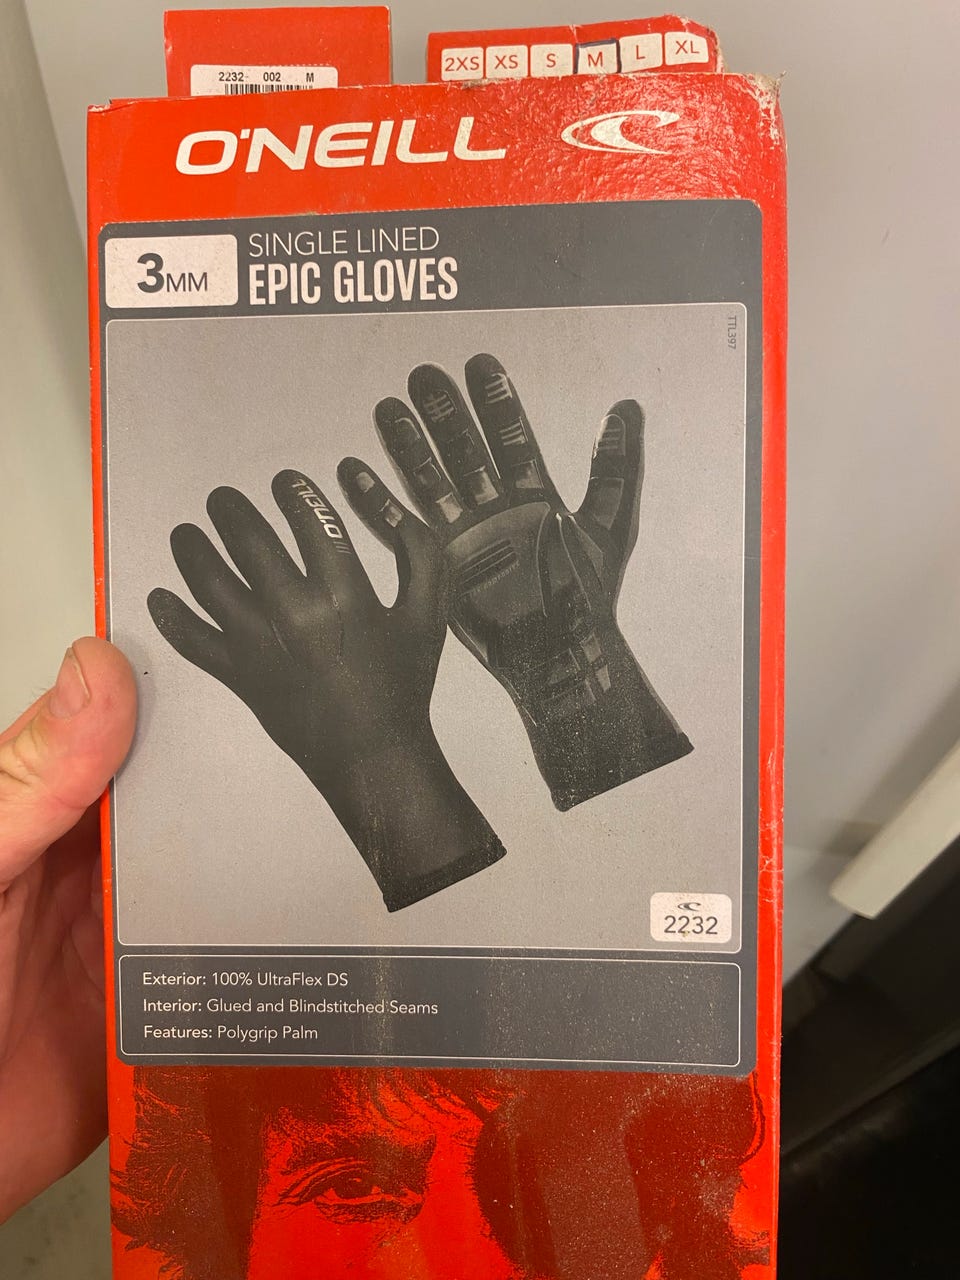 2232- 002 M
2XS XS S M L XL
O'NEILL
3MM
SINGLE LINED
EPIC GLOVES
TTL397
O'NEILL
2232
Exterior: 100% UltraFlex DS
Interior: Glued and Blindstitched Seams
Features: Polygrip Palm